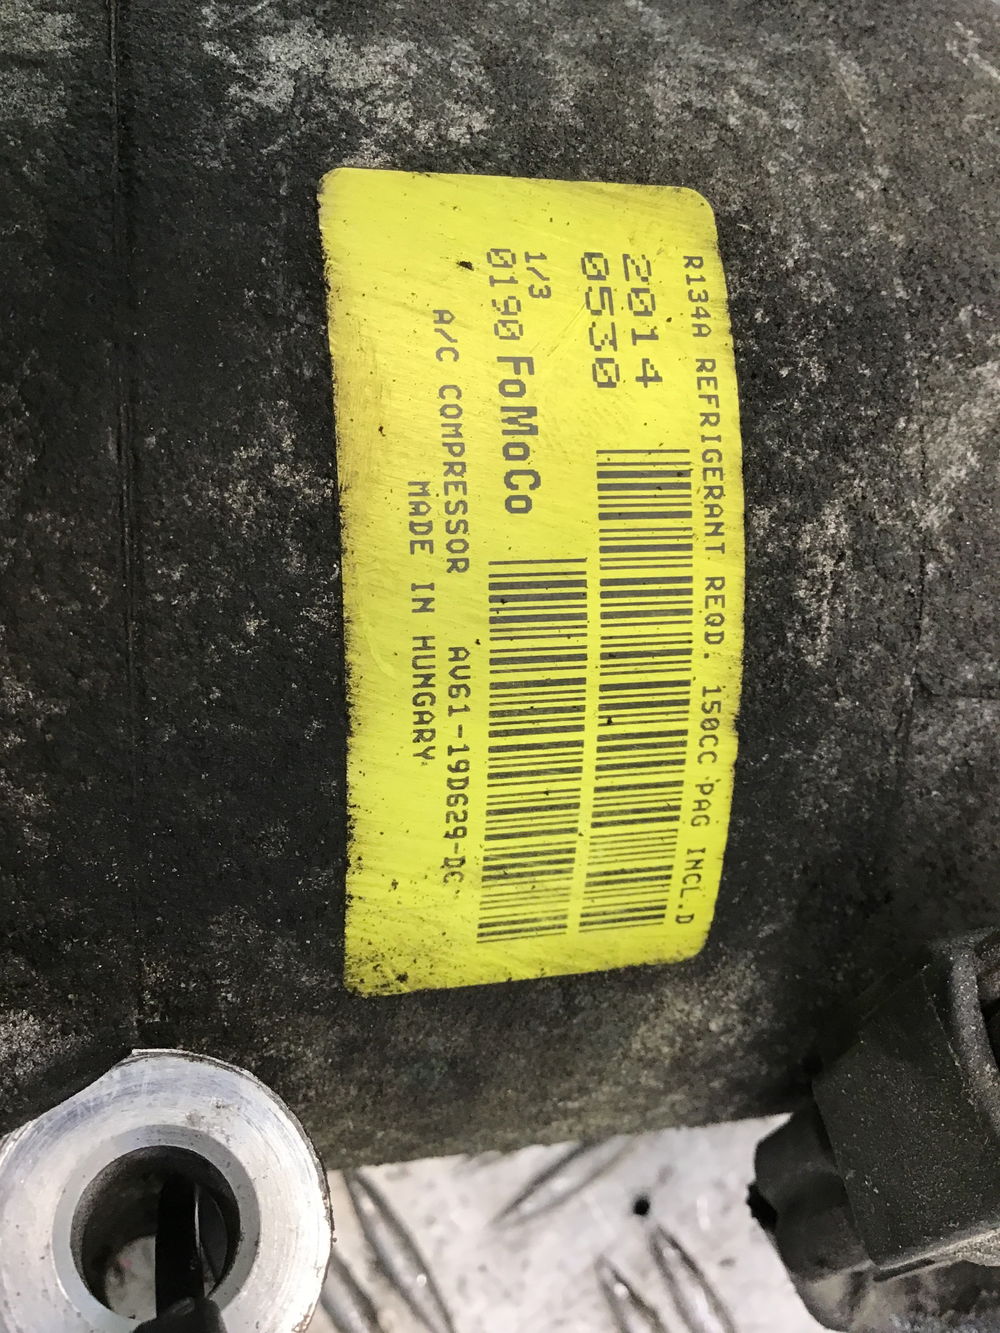 R134A REFRIGERANT REQD. 150CC PAG INCL.D
2014
0530
1/3
0190 FoMoCo
A/C COMPRESSOR AV61-19D629-DC
MADE IN HUNGARY